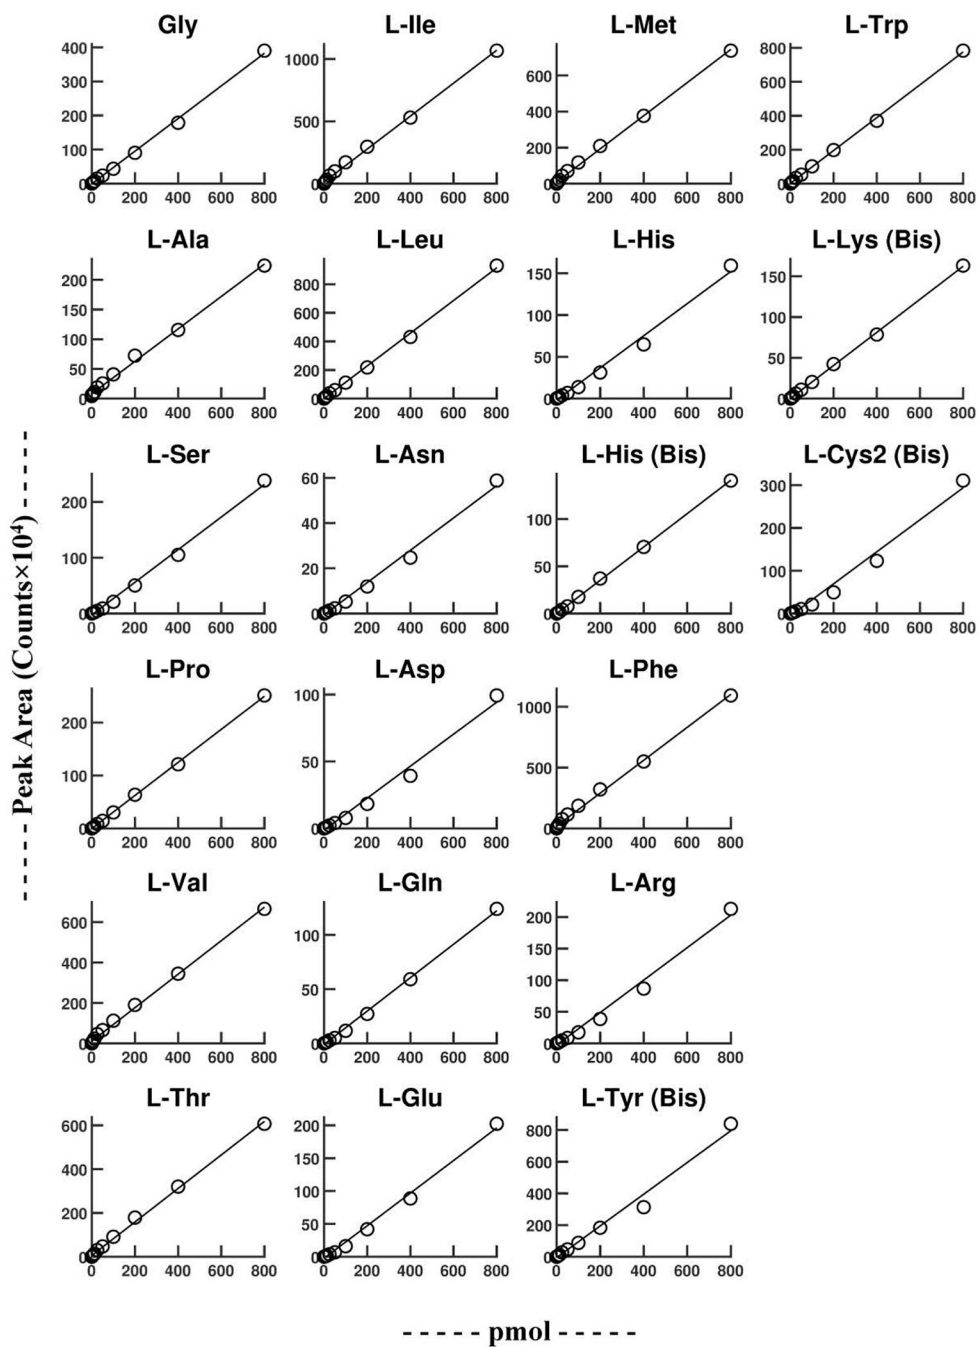 Gly L-Ile L-Met L-Trp
400 1000 600 800
300 600
200 500 400 400
100 200 200
0 0 0 0
0 200 400 600 800 0 200 400 600 800 0 200 400 600 800 0 200 400 600 800
L-Ala L-Leu L-His L-Lys (Bis)
200 800 150 150
150 600 100 100
100 400
50 200 50 50
0 0 0 0
0 200 400 600 800 0 200 400 600 800 0 200 400 600 800 0 200 400 600 800
L-Ser L-Asn L-His (Bis) L-Cys2 (Bis)
200 60 100 300
40 200
100 20 50 100
0 0 0 0
0 200 400 600 800 0 200 400 600 800 0 200 400 600 800 0 200 400 600 800
Peak Area (Counts×10⁴)
L-Pro L-Asp L-Phe
200 100 1000
100 50 500
0 0 0
0 200 400 600 800 0 200 400 600 800 0 200 400 600 800
L-Val L-Gln L-Arg
600 100 200
400 150
200 50 100
50
0 0 0
0 200 400 600 800 0 200 400 600 800 0 200 400 600 800
L-Thr L-Glu L-Tyr (Bis)
600 200 800
400 150 600
200 100 400
50 200
0 0 0
0 200 400 600 800 0 200 400 600 800 0 200 400 600 800
pmol